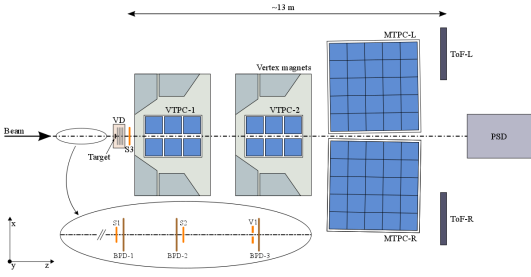 ~13 m
MTPC-L
ToF-L
Vertex magnets
VTPC-1
VTPC-2
VD
Beam
Target
S3
PSD
S1
S2
V1
BPD-1
BPD-2
BPD-3
MTPC-R
ToF-R
x
y
z